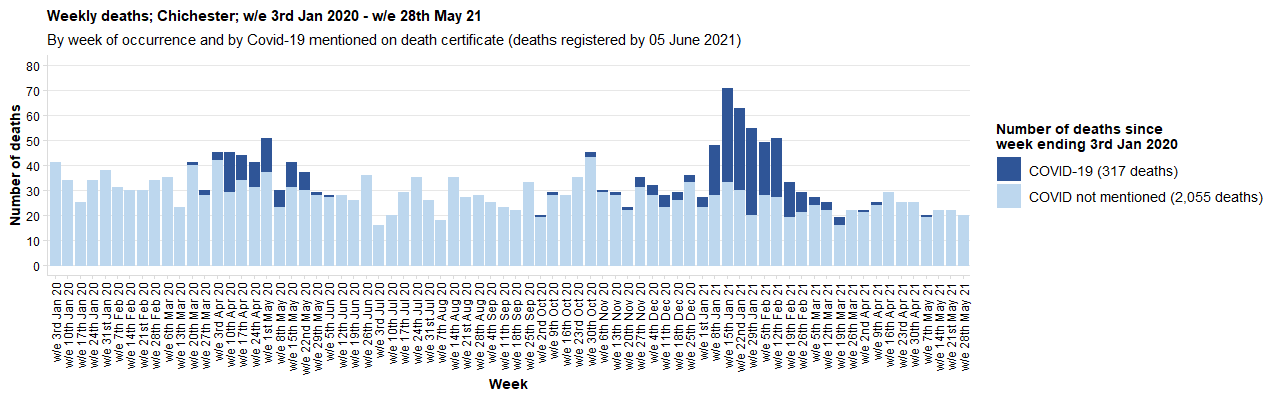 Weekly deaths; Chichester; w/e 3rd Jan 2020 - w/e 28th May 21
By week of occurrence and by Covid-19 mentioned on death certificate (deaths registered by 05 June 2021)
Number of deaths
80
70
60
50
40
30
20
10
0
w/e 3rd Jan 20
w/e 10th Jan 20
w/e 17th Jan 20
w/e 24th Jan 20
w/e 31st Jan 20
w/e 7th Feb 20
w/e 14th Feb 20
w/e 21st Feb 20
w/e 28th Feb 20
w/e 6th Mar 20
w/e 13th Mar 20
w/e 20th Mar 20
w/e 27th Mar 20
w/e 3rd Apr 20
w/e 10th Apr 20
w/e 17th Apr 20
w/e 24th Apr 20
w/e 1st May 20
w/e 8th May 20
w/e 15th May 20
w/e 22nd May 20
w/e 29th May 20
w/e 5th Jun 20
w/e 12th Jun 20
w/e 19th Jun 20
w/e 26th Jun 20
w/e 3rd Jul 20
w/e 10th Jul 20
w/e 17th Jul 20
w/e 24th Jul 20
w/e 31st Jul 20
w/e 7th Aug 20
w/e 14th Aug 20
w/e 21st Aug 20
w/e 28th Aug 20
w/e 4th Sep 20
w/e 11th Sep 20
w/e 18th Sep 20
w/e 25th Sep 20
w/e 2nd Oct 20
w/e 9th Oct 20
w/e 16th Oct 20
w/e 23rd Oct 20
w/e 30th Oct 20
w/e 6th Nov 20
w/e 13th Nov 20
w/e 20th Nov 20
w/e 27th Nov 20
w/e 4th Dec 20
w/e 11th Dec 20
w/e 18th Dec 20
w/e 25th Dec 20
w/e 1st Jan 21
w/e 8th Jan 21
w/e 15th Jan 21
w/e 22nd Jan 21
w/e 29th Jan 21
w/e 5th Feb 21
w/e 12th Feb 21
w/e 19th Feb 21
w/e 26th Feb 21
w/e 5th Mar 21
w/e 12th Mar 21
w/e 19th Mar 21
w/e 26th Mar 21
w/e 2nd Apr 21
w/e 9th Apr 21
w/e 16th Apr 21
w/e 23rd Apr 21
w/e 30th Apr 21
w/e 7th May 21
w/e 14th May 21
w/e 21st May 21
w/e 28th May 21
Week
Number of deaths since
week ending 3rd Jan 2020
COVID-19 (317 deaths)
COVID not mentioned (2,055 deaths)